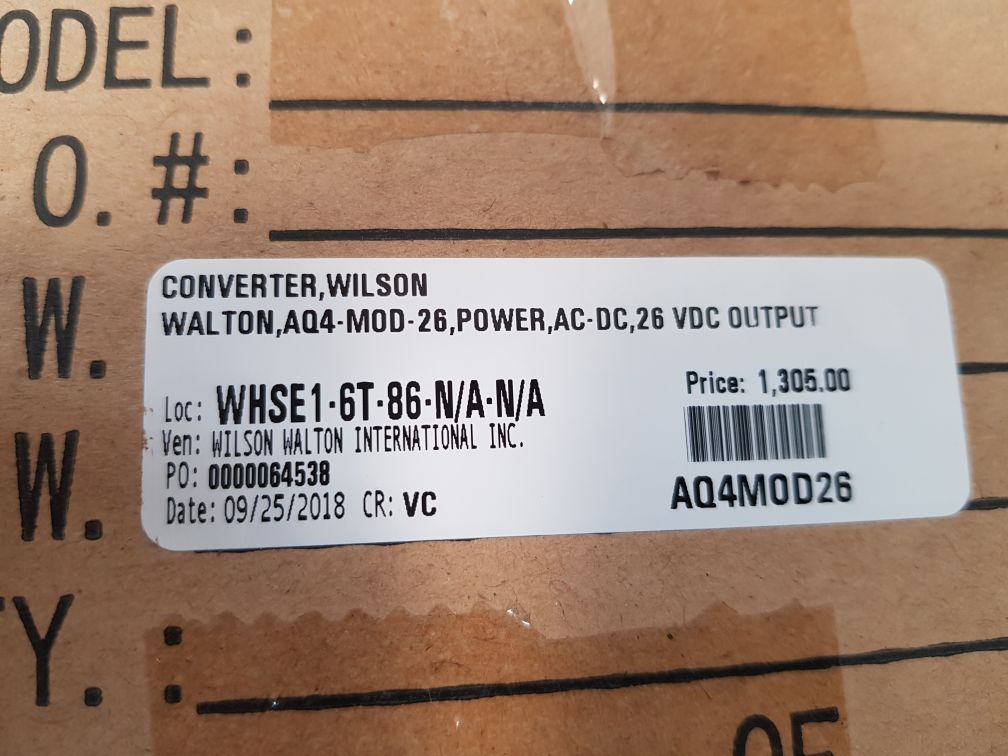 ODEL:
O. #:
W.
CONVERTER,WILSON
WALTON,AQ4-MOD-26,POWER,AC-DC,26 VDC OUTPUT
Loc: WHSE1-6T-86-N/A-N/A
Price: 1,305.00
Ven: WILSON WALTON INTERNATIONAL INC.
PO: 0000064538
AQ4MOD26
Date: 09/25/2018 CR: VC
W.
TY. :
OF